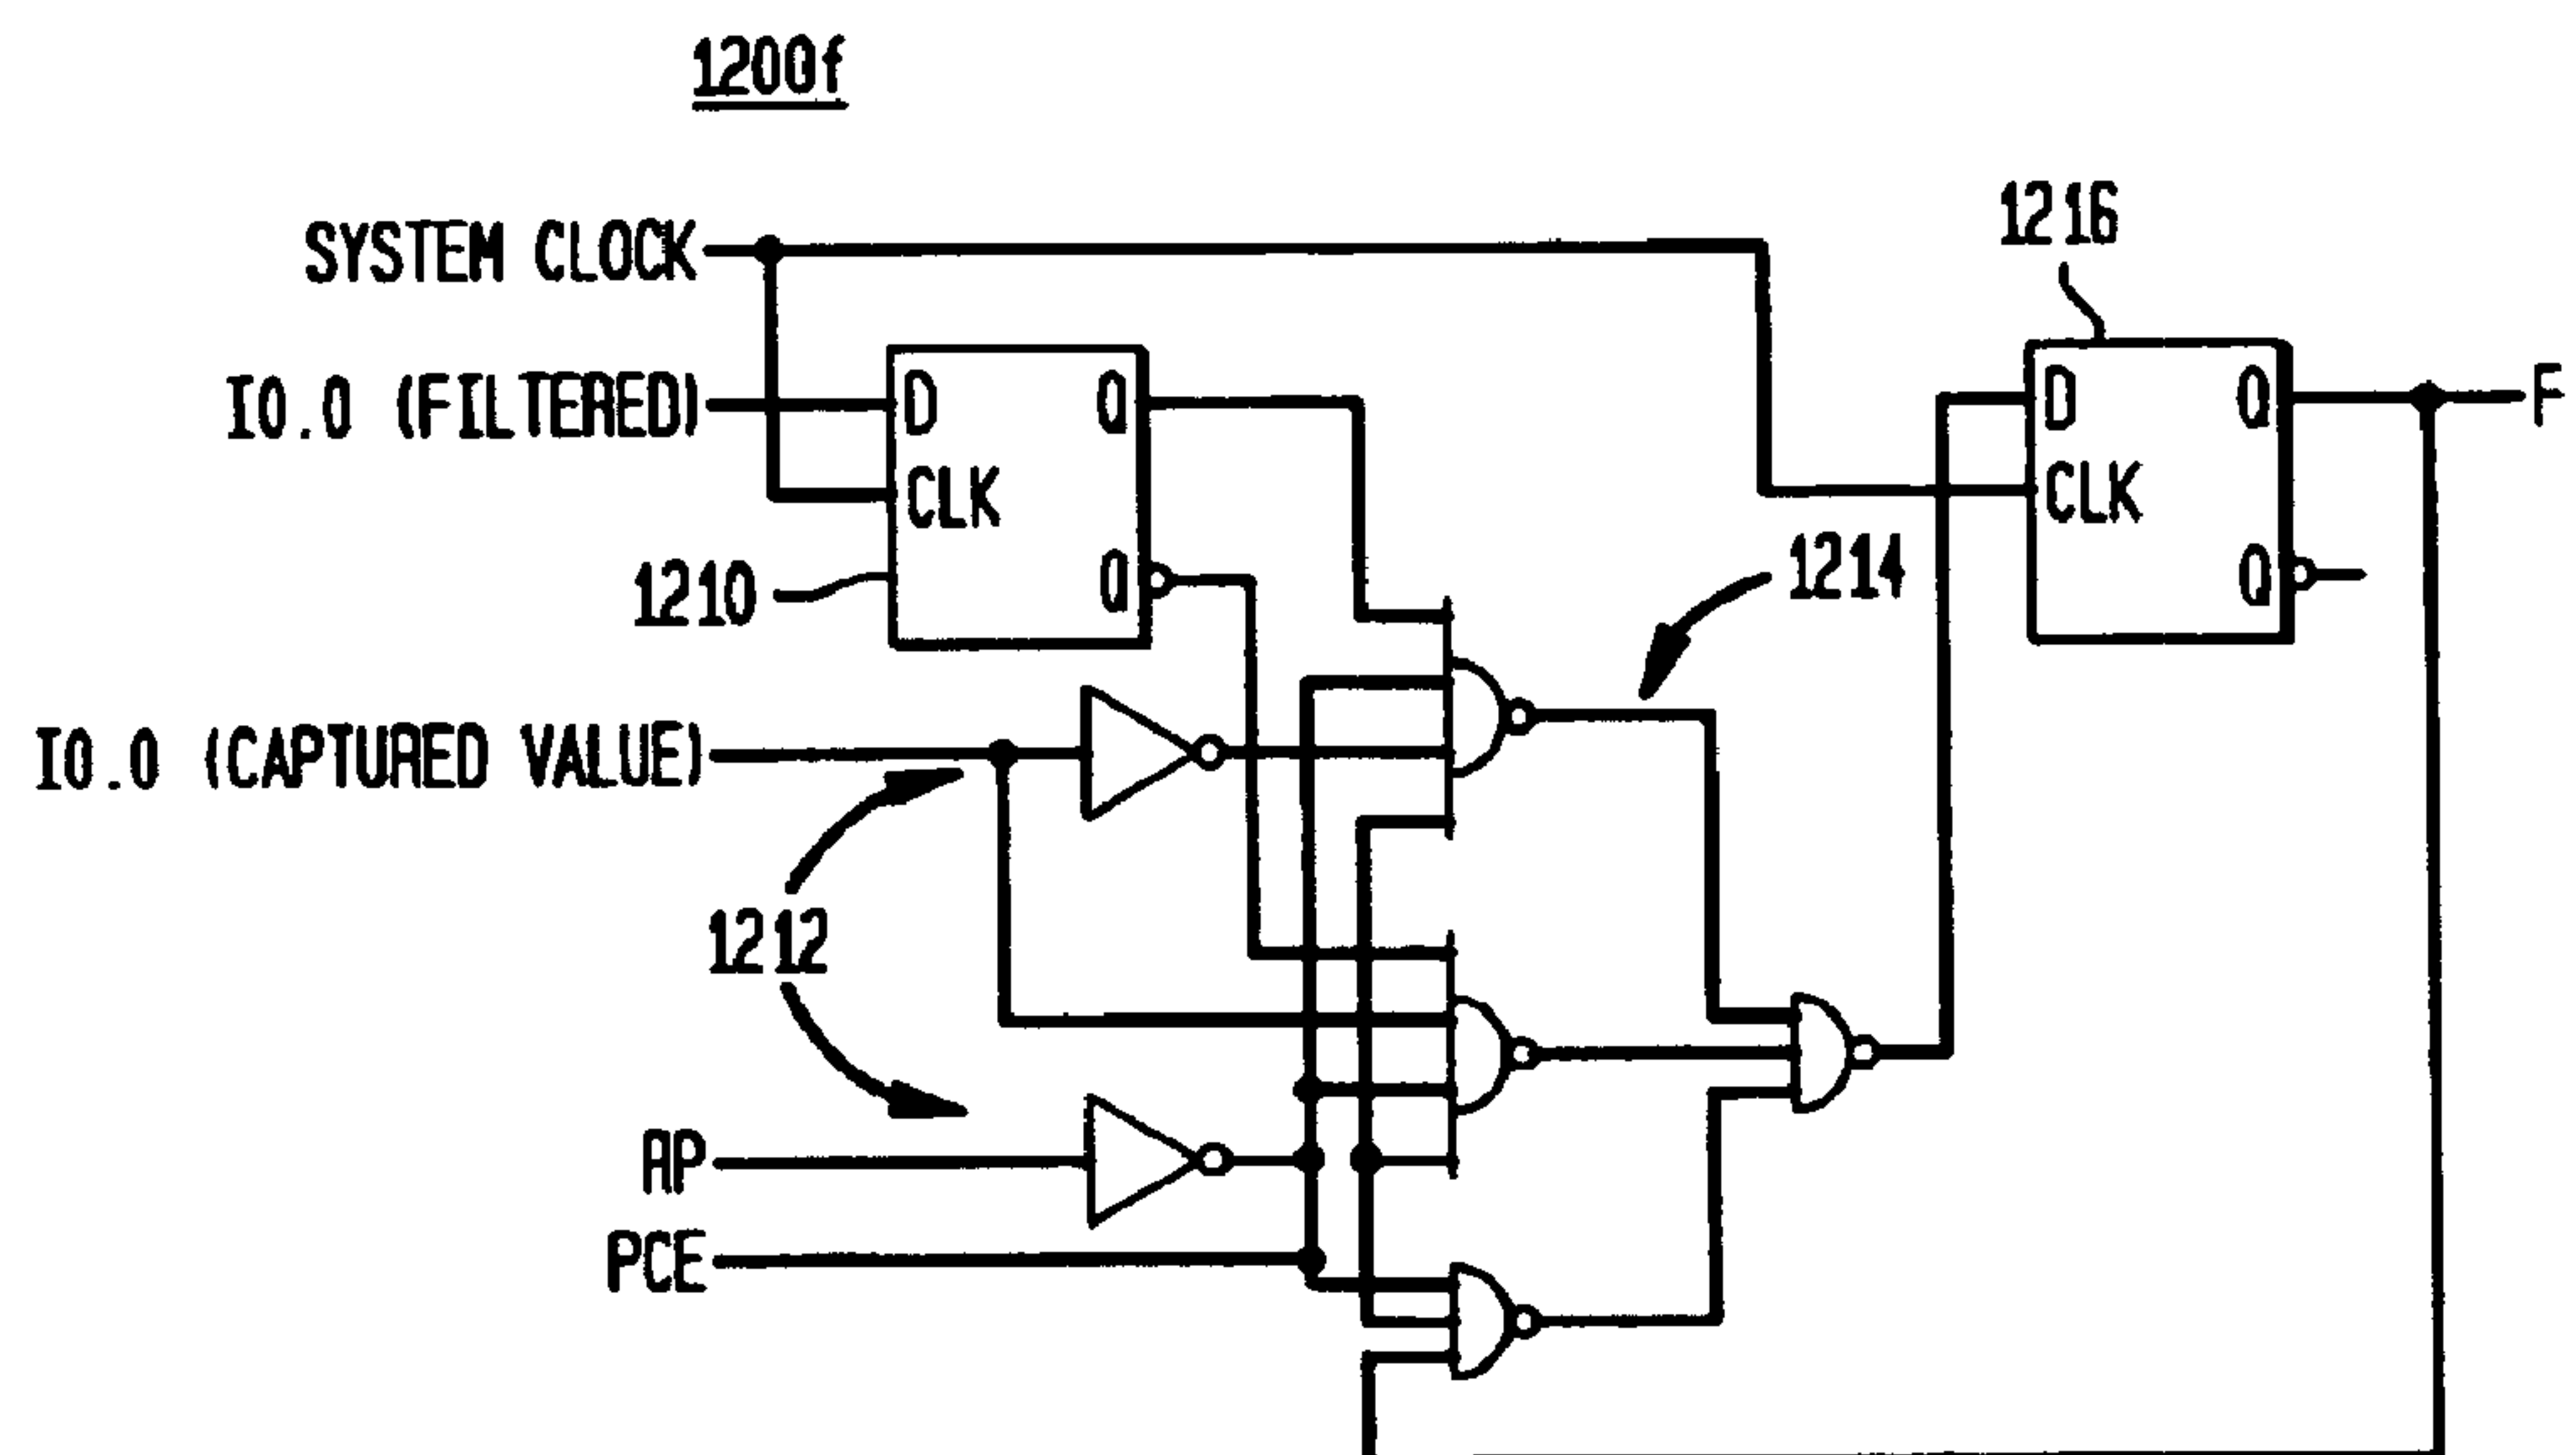 1200f
SYSTEM CLOCK
1216
I0.0 (FILTERED)
D
Q
D
Q
F
CLK
CLK
1210
Q
1214
Q
I0.0 (CAPTURED VALUE)
1212
AP
PCE